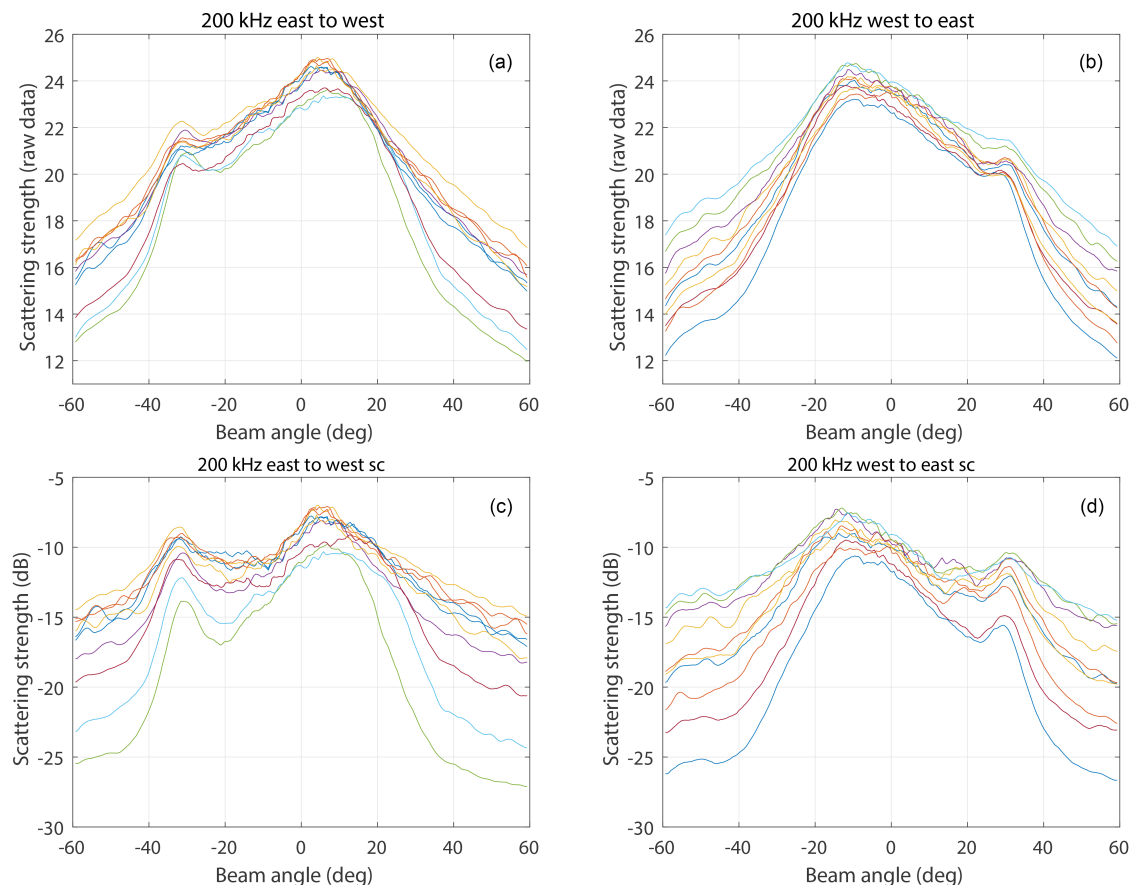 200 kHz east to west
(a)
Scattering strength (raw data)
26
24
22
20
18
16
14
12
-60 -40 -20 0 20 40 60
Beam angle (deg)
200 kHz west to east
(b)
Scattering strength (raw data)
26
24
22
20
18
16
14
12
-60 -40 -20 0 20 40 60
Beam angle (deg)
200 kHz east to west sc
(c)
Scattering strength (dB)
-5
-10
-15
-20
-25
-30
-60 -40 -20 0 20 40 60
Beam angle (deg)
200 kHz west to east sc
(d)
Scattering strength (dB)
-5
-10
-15
-20
-25
-30
-60 -40 -20 0 20 40 60
Beam angle (deg)